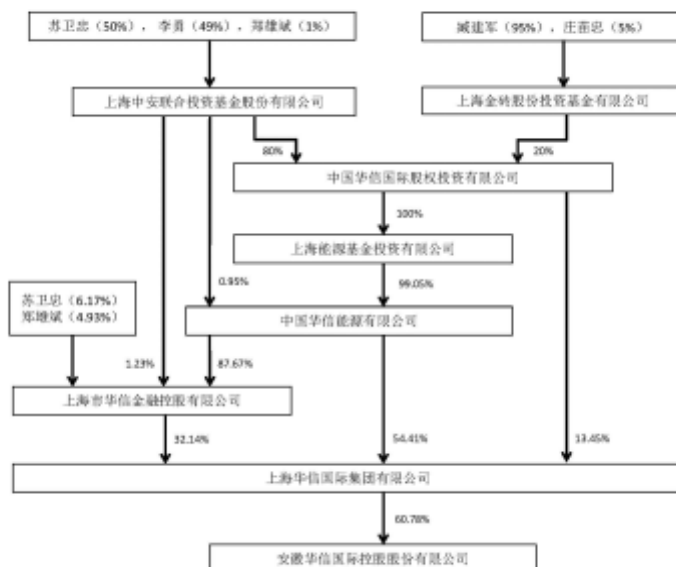 苏卫忠（50%），李勇（49%），郑雄斌（1%）
臧建军（95%），庄苗忠（5%）
上海中安联合投资基金股份有限公司
上海金砖股份投资基金有限公司
80%
20%
中国华信国际股权投资有限公司
100%
上海能源基金投资有限公司
0.95%
99.05%
苏卫忠（6.17%）
郑雄斌（4.93%）
中国华信能源有限公司
1.23%
87.67%
上海市华信金融控股有限公司
32.14%
54.41%
13.45%
上海华信国际集团有限公司
60.78%
安徽华信国际控股股份有限公司